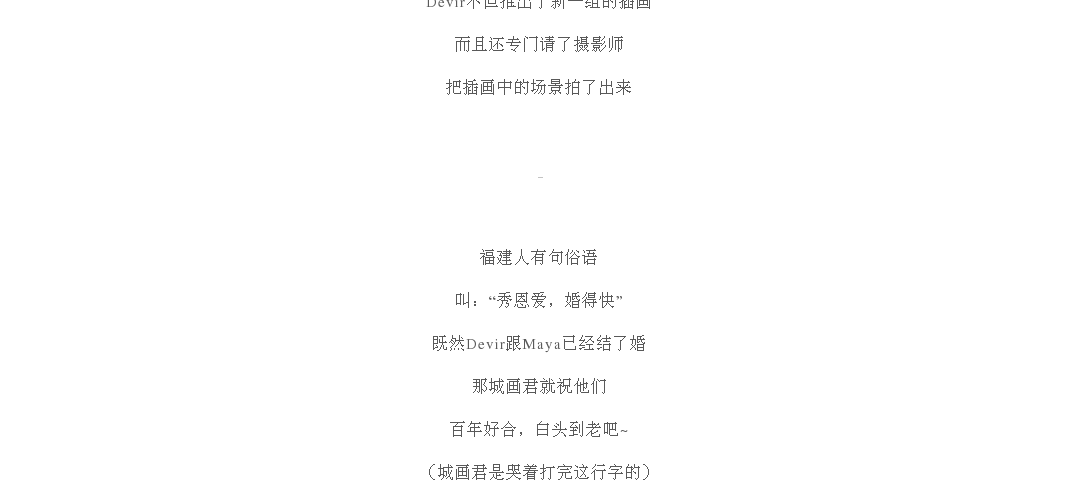 Devir不但推出了新一组的插画
而且还专门请了摄影师
把插画中的场景拍了出来
–
福建人有句俗语
叫：“秀恩爱，婚得快”
既然Devir跟Maya已经结了婚
那城画君就祝他们
百年好合，白头到老吧~
（城画君是哭着打完这行字的）